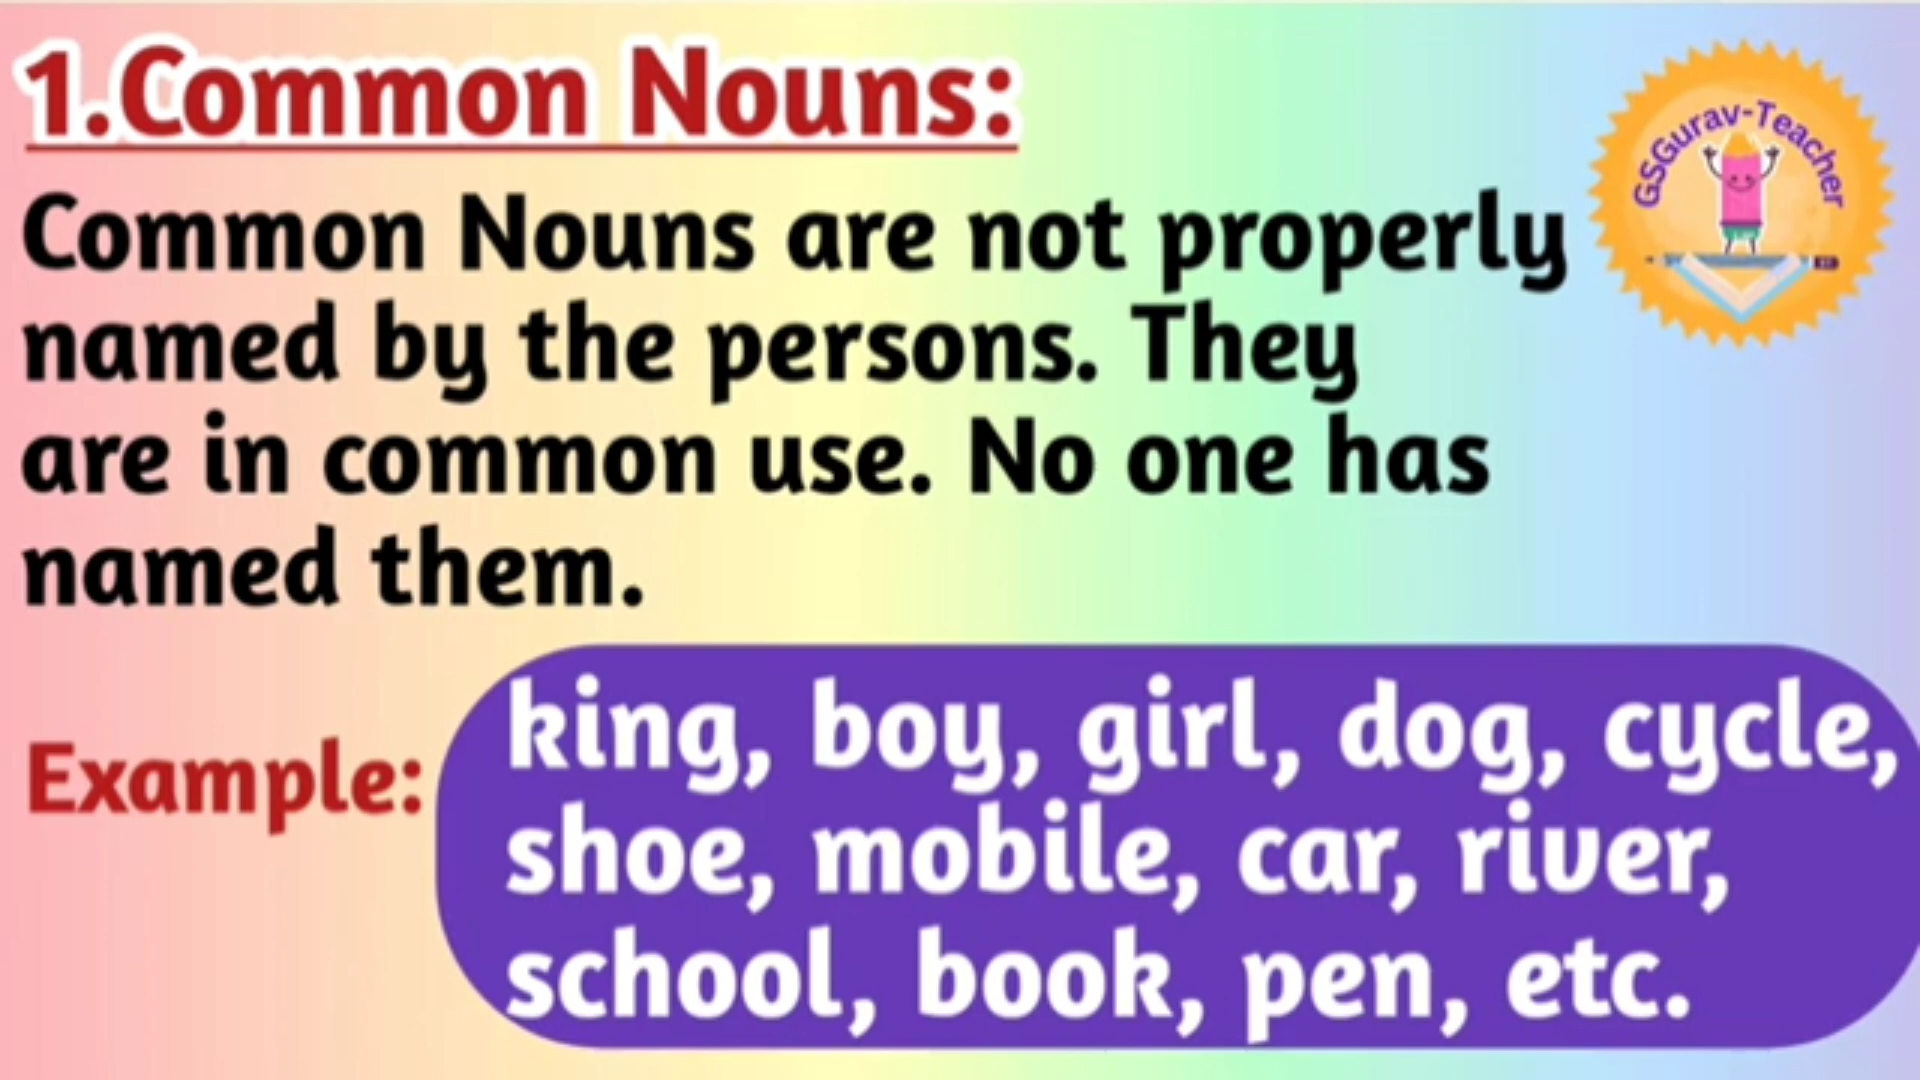 1.Common Nouns:
GSGurav-Teacher
Common Nouns are not properly
named by the persons. They
are in common use. No one has
named them.
Example:
king, boy, girl, dog, cycle,
shoe, mobile, car, river,
school, book, pen, etc.